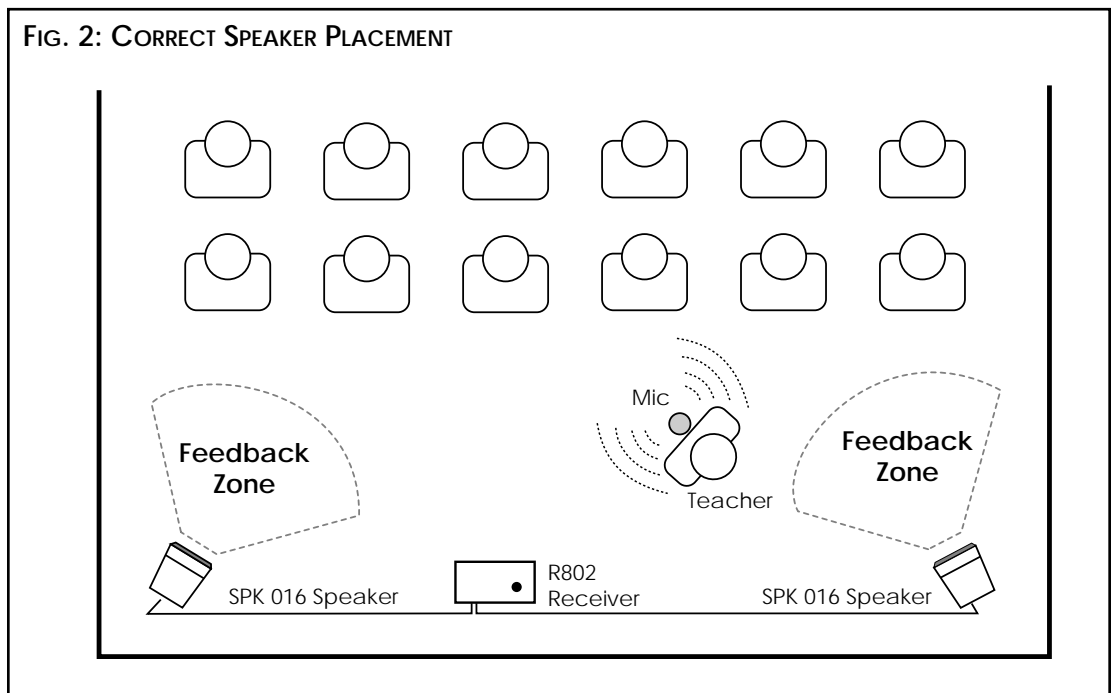 FIG. 2: CORRECT SPEAKER PLACEMENT
Mic
Feedback
Zone
Feedback
Zone
Teacher
SPK 016 Speaker
R802
Receiver
SPK 016 Speaker